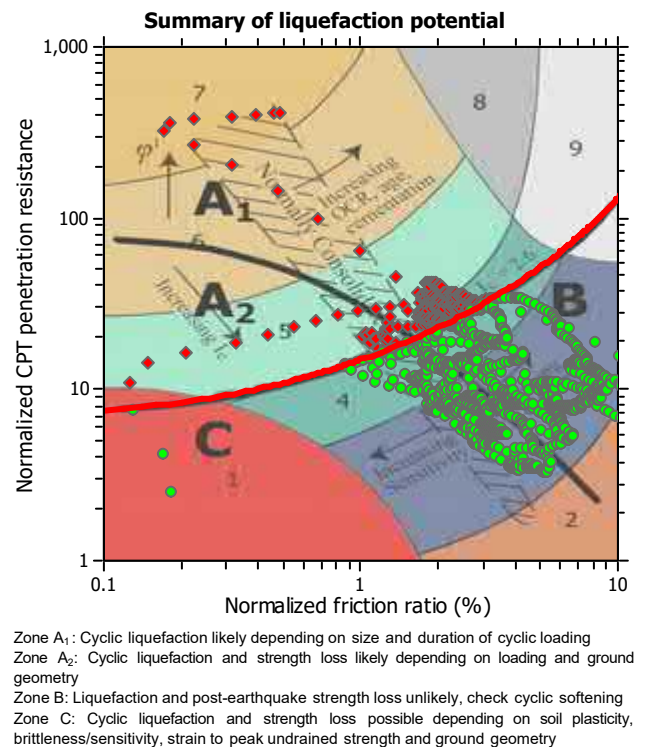 Summary of liquefaction potential
1,000
7
8
φ'
9
Increasing
OCR, age,
cementation
Normally Consolidated
A1
100
6
A2
B
Increasing Ic
5
10
4
C
Increasing
Sensitivity
1
2
1
0.1
1
10
Normalized CPT penetration resistance
Normalized friction ratio (%)
Zone A₁: Cyclic liquefaction likely depending on size and duration of cyclic loading
Zone A₂: Cyclic liquefaction and strength loss likely depending on loading and ground
geometry
Zone B: Liquefaction and post-earthquake strength loss unlikely, check cyclic softening
Zone C: Cyclic liquefaction and strength loss possible depending on soil plasticity,
brittleness/sensitivity, strain to peak undrained strength and ground geometry